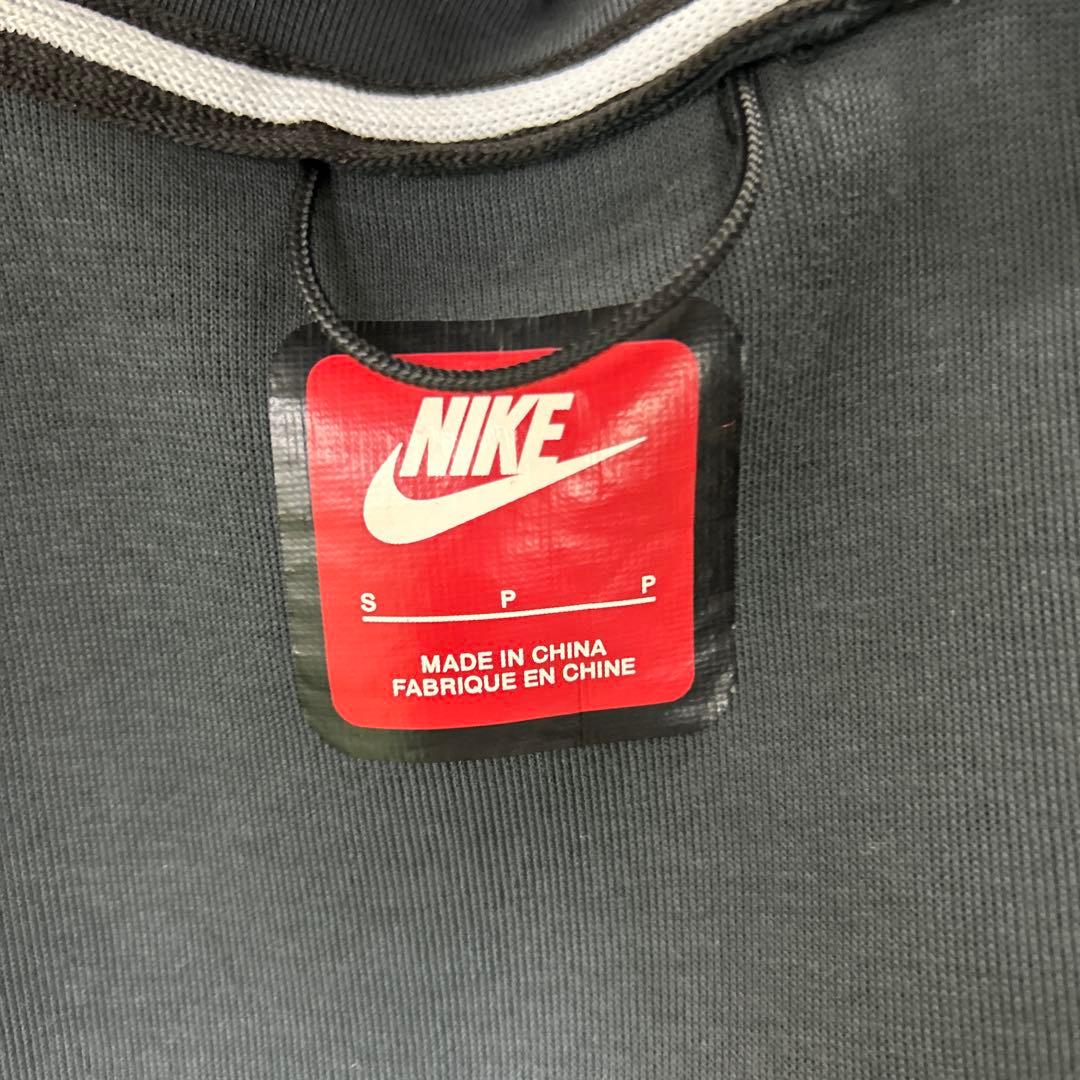 NIKE
S P P
MADE IN CHINA
FABRIQUE EN CHINE